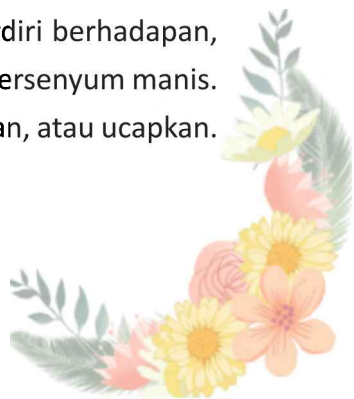 diri berhadapan,
ersenyum manis.
an, atau ucapkan.